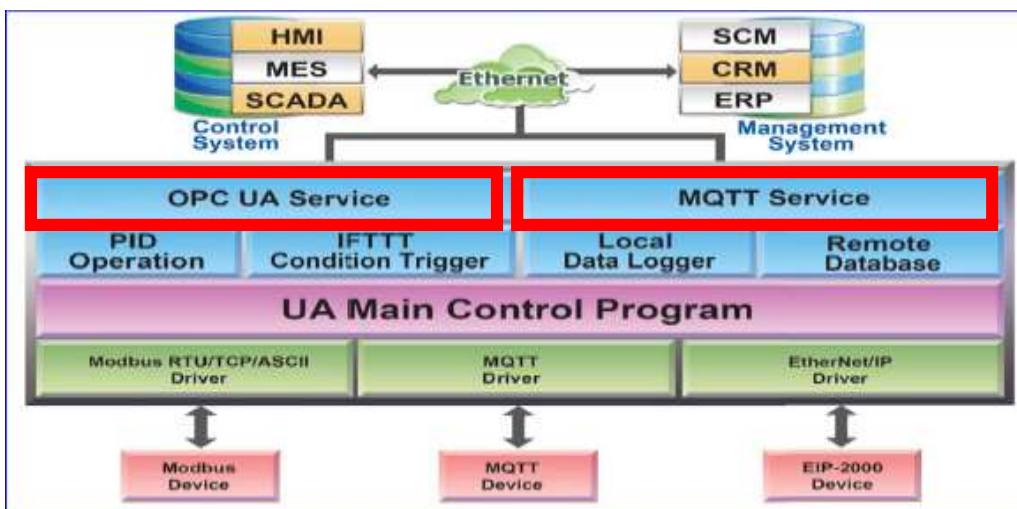 HMI
MES
SCADA
Control
System
Ethernet
SCM
CRM
ERP
Management
System
OPC UA Service
MQTT Service
PID
Operation
IFTTT
Condition Trigger
Local
Data Logger
Remote
Database
UA Main Control Program
Modbus RTU/TCP/ASCII
Driver
MQTT
Driver
EtherNet/IP
Driver
Modbus
Device
MQTT
Device
EIP-2000
Device